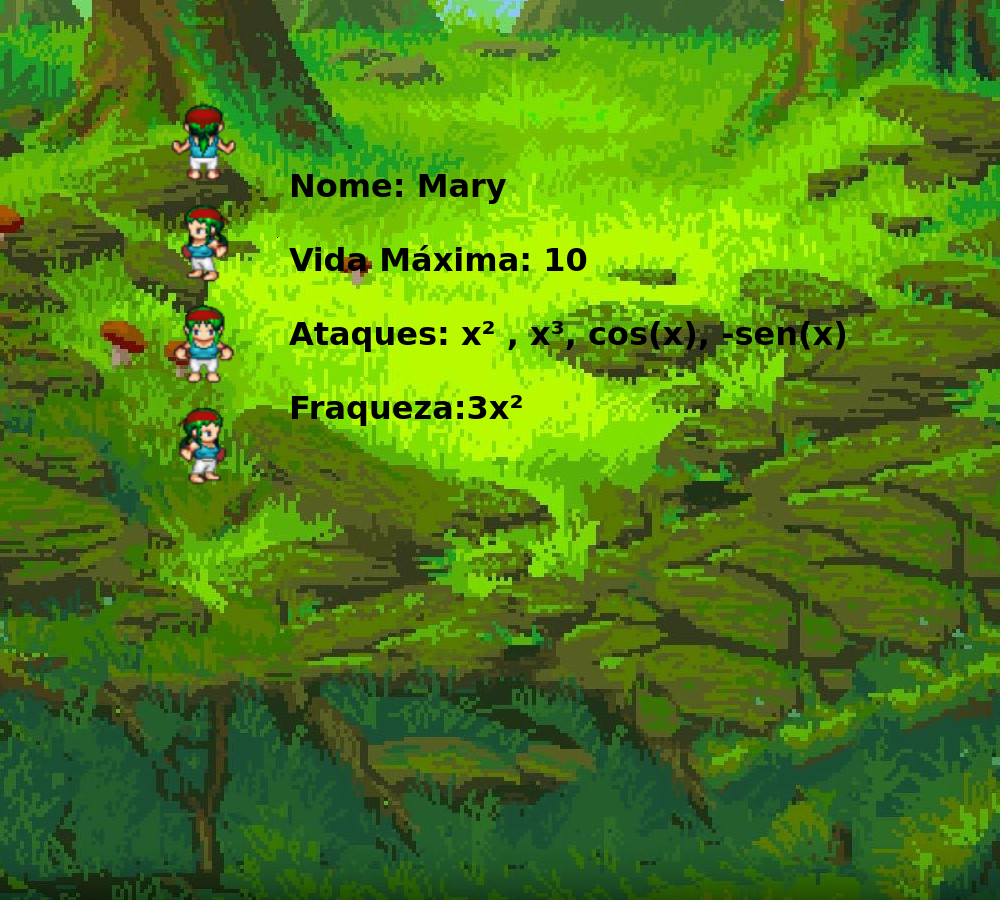 Nome: Mary
Vida Máxima: 10
Ataques: x² , x³, cos(x), -sen(x)
Fraqueza:3x²